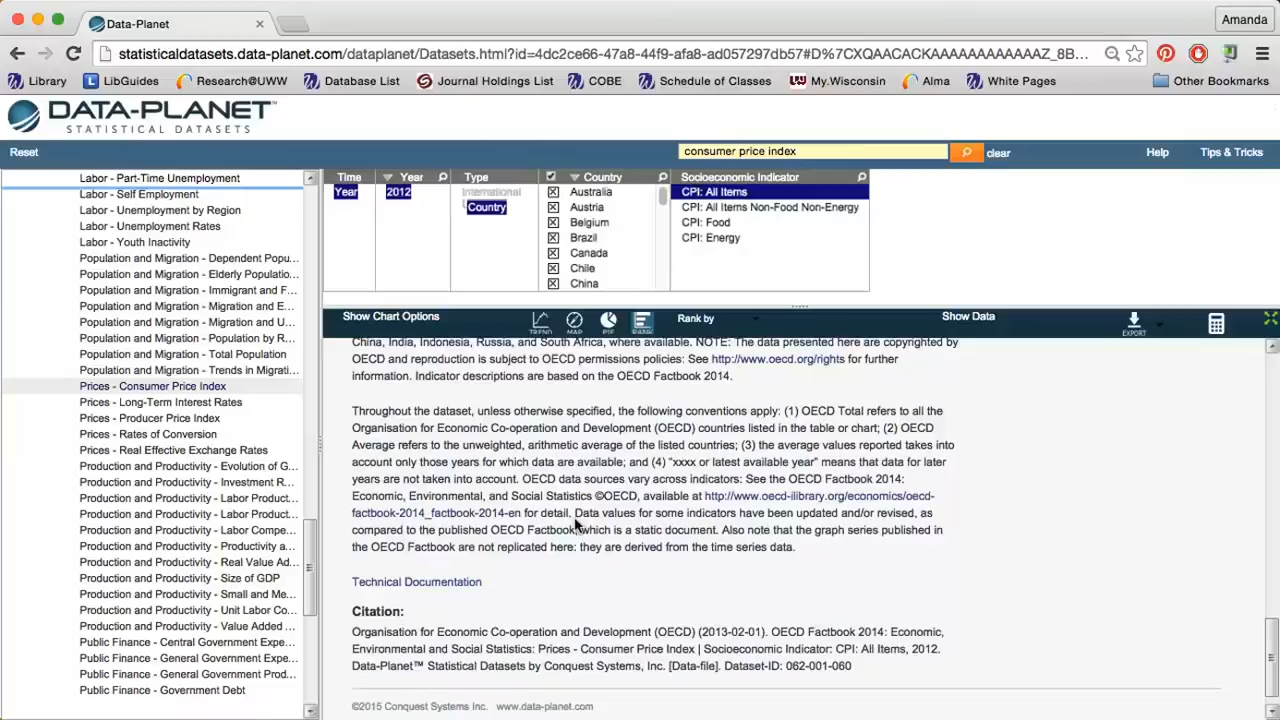 Data-Planet
Amanda
statisticaldatasets.data-planet.com/dataplanet/Datasets.html?id=4dc2ce66-47a8-44f9-afa8-ad057297db57#D%7CXQAACACKAAAAAAAAAAAAZ_8B...
Library LibGuides Research@UWW Database List Journal Holdings List COBE Schedule of Classes My.Wisconsin Alma White Pages Other Bookmarks
DATA-PLANET™
STATISTICAL DATASETS
Reset consumer price index clear Help Tips & Tricks
Labor - Part-Time Unemployment
Labor - Self Employment
Labor - Unemployment by Region
Labor - Unemployment Rates
Labor - Youth Inactivity
Population and Migration - Dependent Popu...
Population and Migration - Elderly Populatio...
Population and Migration - Immigrant and F...
Population and Migration - Migration and E...
Population and Migration - Migration and U...
Population and Migration - Population by R...
Population and Migration - Total Population
Population and Migration - Trends in Migrati...
Prices - Consumer Price Index
Prices - Long-Term Interest Rates
Prices - Producer Price Index
Prices - Rates of Conversion
Prices - Real Effective Exchange Rates
Production and Productivity - Evolution of G...
Production and Productivity - Investment R...
Production and Productivity - Labor Product...
Production and Productivity - Labor Product...
Production and Productivity - Labor Compe...
Production and Productivity - Productivity a...
Production and Productivity - Real Value Ad...
Production and Productivity - Size of GDP
Production and Productivity - Small and Me...
Production and Productivity - Unit Labor Co...
Production and Productivity - Value Added ...
Public Finance - Central Government Expe...
Public Finance - General Government Expe...
Public Finance - General Government Prod...
Public Finance - Government Debt
Time Year Type Country Socioeconomic Indicator
Year 2012 International Australia CPI: All Items
Country Austria CPI: All Items Non-Food Non-Energy
Belgium CPI: Food
Brazil CPI: Energy
Canada
Chile
China
Show Chart Options TREND MAP PIE RANK Rank by Show Data EXPORT
China, India, Indonesia, Russia, and South Africa, where available. NOTE: The data presented here are copyrighted by
OECD and reproduction is subject to OECD permissions policies: See http://www.oecd.org/rights for further
information. Indicator descriptions are based on the OECD Factbook 2014.
Throughout the dataset, unless otherwise specified, the following conventions apply: (1) OECD Total refers to all the
Organisation for Economic Co-operation and Development (OECD) countries listed in the table or chart; (2) OECD
Average refers to the unweighted, arithmetic average of the listed countries; (3) the average values reported takes into
account only those years for which data are available; and (4) "xxxx or latest available year" means that data for later
years are not taken into account. OECD data sources vary across indicators: See the OECD Factbook 2014:
Economic, Environmental, and Social Statistics ©OECD, available at http://www.oecd-ilibrary.org/economics/oecd-
factbook-2014_factbook-2014-en for detail. Data values for some indicators have been updated and/or revised, as
compared to the published OECD Factbook, which is a static document. Also note that the graph series published in
the OECD Factbook are not replicated here: they are derived from the time series data.
Technical Documentation
Citation:
Organisation for Economic Co-operation and Development (OECD) (2013-02-01). OECD Factbook 2014: Economic,
Environmental and Social Statistics: Prices - Consumer Price Index | Socioeconomic Indicator: CPI: All Items, 2012.
Data-Planet™ Statistical Datasets by Conquest Systems, Inc. [Data-file]. Dataset-ID: 062-001-060
©2015 Conquest Systems Inc. www.data-planet.com